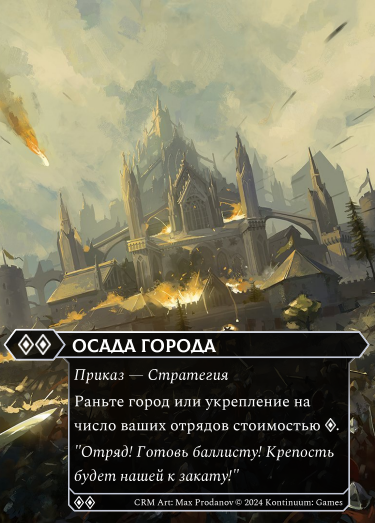 ОСАДА ГОРОДА
Приказ — Стратегия
Раньте город или укрепление на
число ваших отрядов стоимостью ⟐.
"Отряд! Готовь баллисту! Крепость
будет нашей к закату!"
CRM Art: Max Prodanov © 2024 Kontinuum: Games